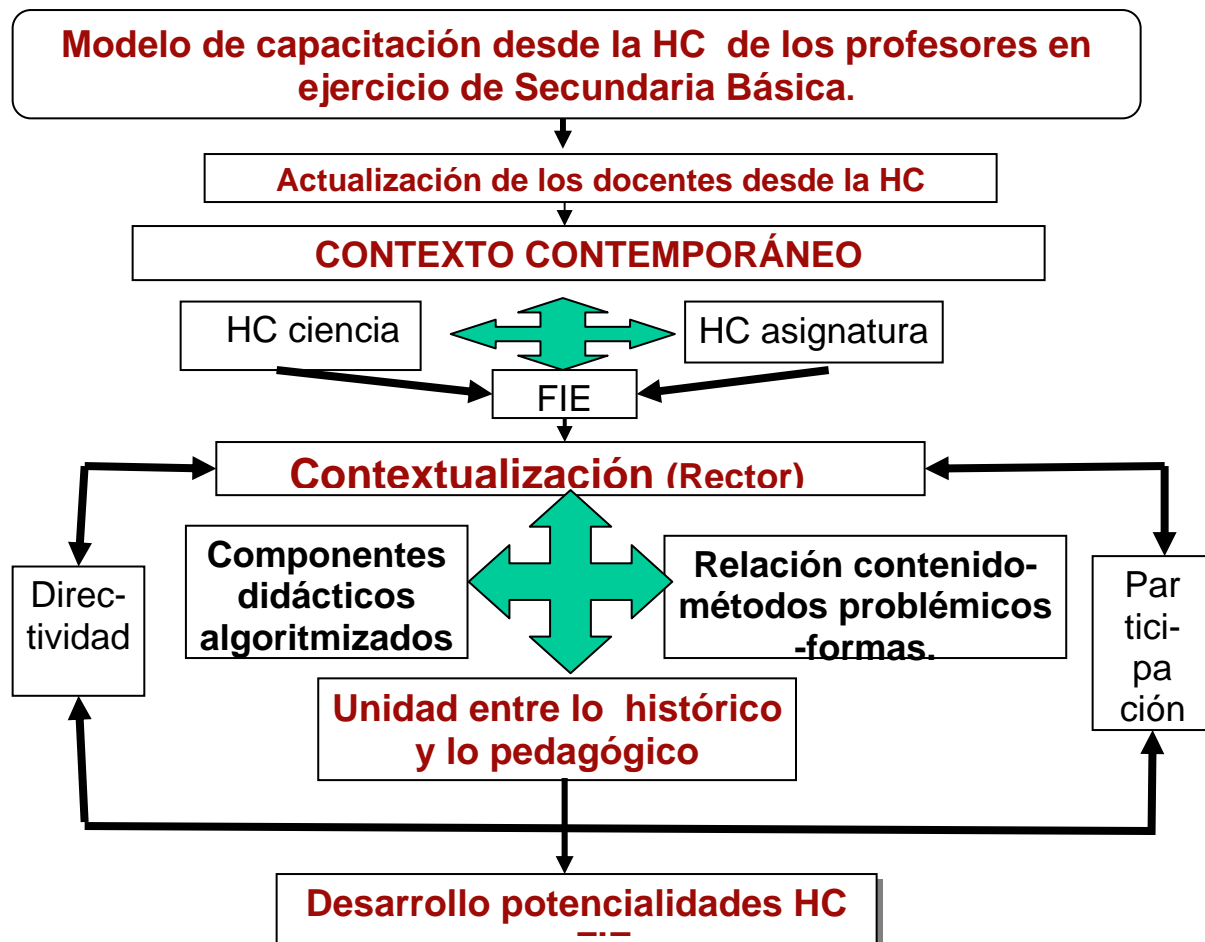 Modelo de capacitación desde la HC de los profesores en
ejercicio de Secundaria Básica.
Actualización de los docentes desde la HC
CONTEXTO CONTEMPORÁNEO
HC ciencia
HC asignatura
FIE
Contextualización (Rector)
Direc-
tividad
Componentes
didácticos
algoritmizados
Relación contenido-
métodos problémicos
-formas.
Par
tici-
pa
ción
Unidad entre lo histórico
y lo pedagógico
Desarrollo potencialidades HC